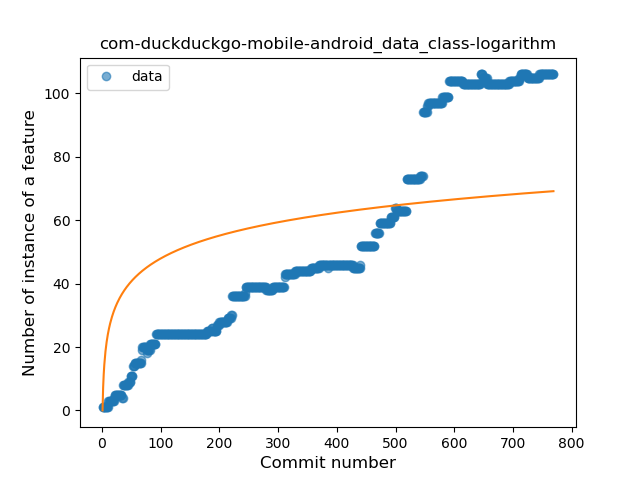 com-duckduckgo-mobile-android_data_class-logarithm
data
Number of instance of a feature
100
80
60
40
20
0
0 100 200 300 400 500 600 700 800
Commit number